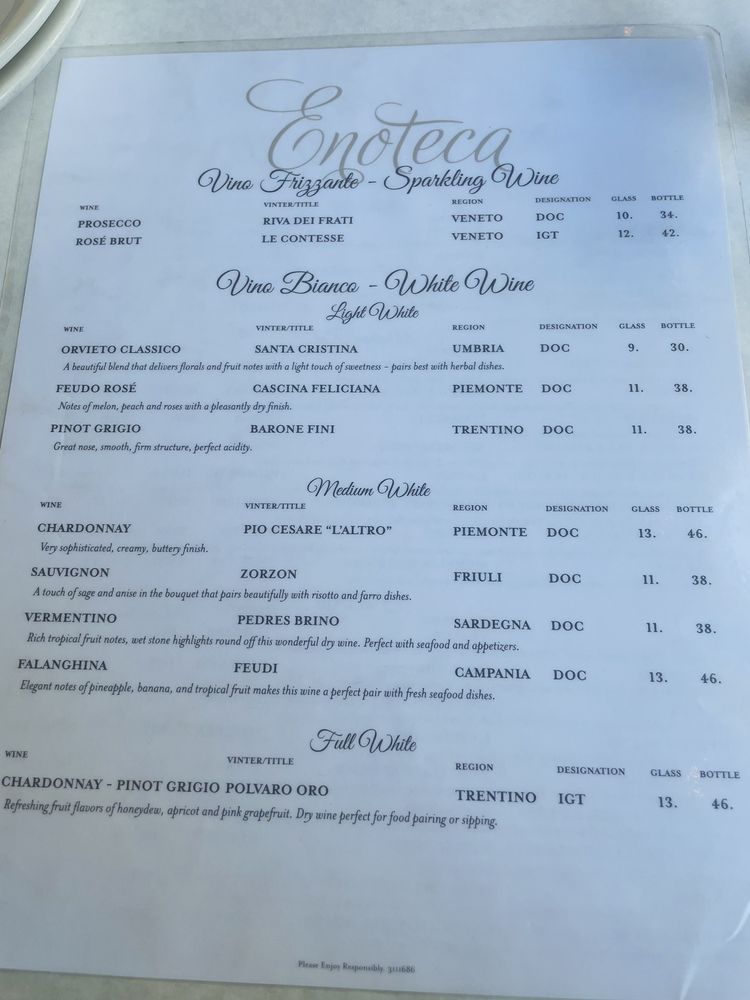 Enoteca
Vino Frizzante - Sparkling Wine
WINE VINTER/TITLE REGION DESIGNATION GLASS BOTTLE
PROSECCO RIVA DEI FRATI VENETO DOC 10. 34.
ROSÉ BRUT LE CONTESSE VENETO IGT 12. 42.
Vino Bianco - White Wine
Light White
WINE VINTER/TITLE REGION DESIGNATION GLASS BOTTLE
ORVIETO CLASSICO SANTA CRISTINA UMBRIA DOC 9. 30.
A beautiful blend that delivers florals and fruit notes with a light touch of sweetness - pairs best with herbal dishes.
FEUDO ROSÉ CASCINA FELICIANA PIEMONTE DOC 11. 38.
Notes of melon, peach and roses with a pleasantly dry finish.
PINOT GRIGIO BARONE FINI TRENTINO DOC 11. 38.
Great nose, smooth, firm structure, perfect acidity.
Medium White
WINE VINTER/TITLE REGION DESIGNATION GLASS BOTTLE
CHARDONNAY PIO CESARE “L’ALTRO” PIEMONTE DOC 13. 46.
Very sophisticated, creamy, buttery finish.
SAUVIGNON ZORZON FRIULI DOC 11. 38.
A touch of sage and anise in the bouquet that pairs beautifully with risotto and farro dishes.
VERMENTINO PEDRES BRINO SARDEGNA DOC 11. 38.
Rich tropical fruit notes, wet stone highlights round off this wonderful dry wine. Perfect with seafood and appetizers.
FALANGHINA FEUDI CAMPANIA DOC 13. 46.
Elegant notes of pineapple, banana, and tropical fruit makes this wine a perfect pair with fresh seafood dishes.
Full White
WINE VINTER/TITLE REGION DESIGNATION GLASS BOTTLE
CHARDONNAY - PINOT GRIGIO POLVARO ORO TRENTINO IGT 13. 46.
Refreshing fruit flavors of honeydew, apricot and pink grapefruit. Dry wine perfect for food pairing or sipping.
Please Enjoy Responsibly. 3111686